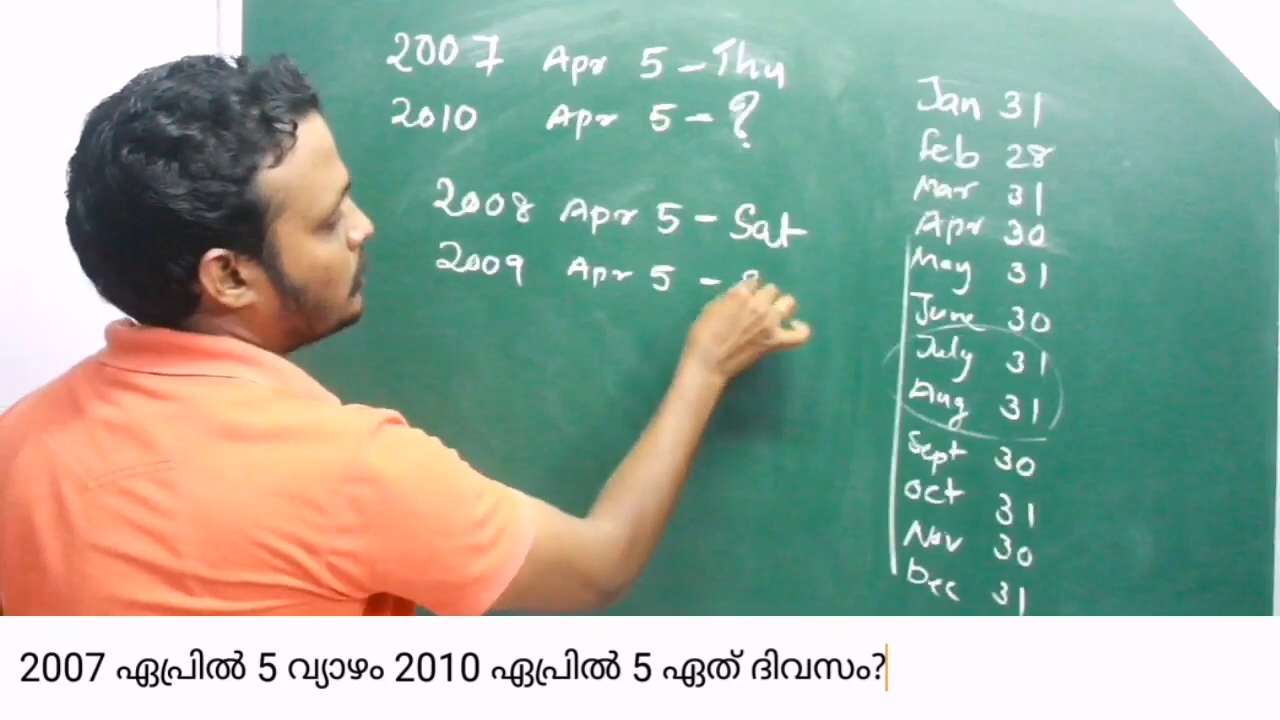 2007 Apr 5 - Thu
2010 Apr 5 - ?
2008 Apr 5 - Sat
2009 Apr 5 -
Jan 31
Feb 28
Mar 31
Apr 30
May 31
June 30
July 31
Aug 31
Sept 30
Oct 31
Nov 30
Dec 31
2007 ഏപ്രിൽ 5 വ്യാഴം 2010 ഏപ്രിൽ 5 ഏത് ദിവസം?